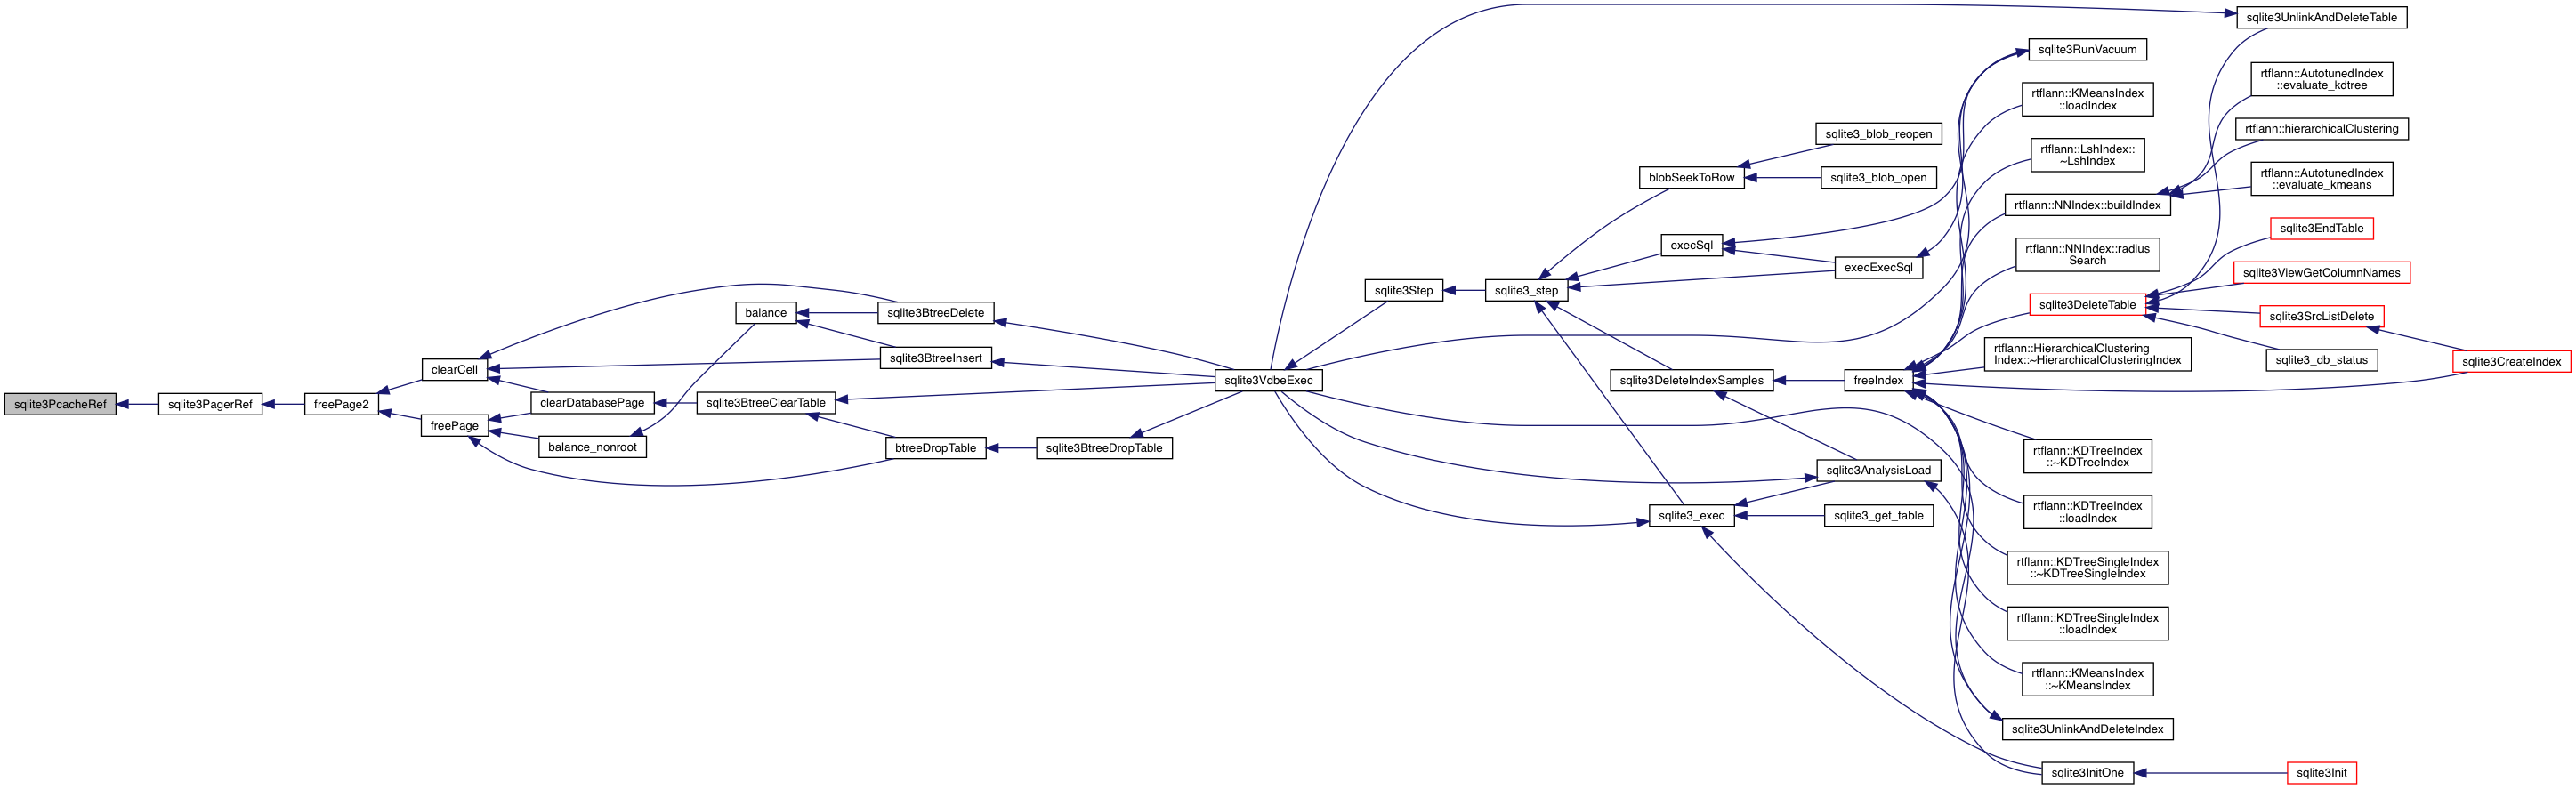 sqlite3PcacheRef
sqlite3PagerRef
freePage2
clearCell
freePage
clearDatabasePage
balance_nonroot
balance
sqlite3BtreeClearTable
sqlite3BtreeDelete
sqlite3BtreeInsert
btreeDropTable
sqlite3BtreeDropTable
sqlite3VdbeExec
sqlite3Step
sqlite3_step
blobSeekToRow
execSql
sqlite3DeleteIndexSamples
sqlite3_exec
sqlite3_blob_reopen
sqlite3_blob_open
execExecSql
freeIndex
sqlite3AnalysisLoad
sqlite3_get_table
sqlite3RunVacuum
rtflann::KMeansIndex
::loadIndex
rtflann::LshIndex::
~LshIndex
rtflann::NNIndex::buildIndex
rtflann::NNIndex::radius
Search
sqlite3DeleteTable
rtflann::HierarchicalClustering
Index::~HierarchicalClusteringIndex
rtflann::KDTreeIndex
::~KDTreeIndex
rtflann::KDTreeIndex
::loadIndex
rtflann::KDTreeSingleIndex
::~KDTreeSingleIndex
rtflann::KDTreeSingleIndex
::loadIndex
rtflann::KMeansIndex
::~KMeansIndex
sqlite3UnlinkAndDeleteIndex
sqlite3InitOne
sqlite3UnlinkAndDeleteTable
rtflann::AutotunedIndex
::evaluate_kdtree
rtflann::hierarchicalClustering
rtflann::AutotunedIndex
::evaluate_kmeans
sqlite3EndTable
sqlite3ViewGetColumnNames
sqlite3SrcListDelete
sqlite3_db_status
sqlite3CreateIndex
sqlite3Init